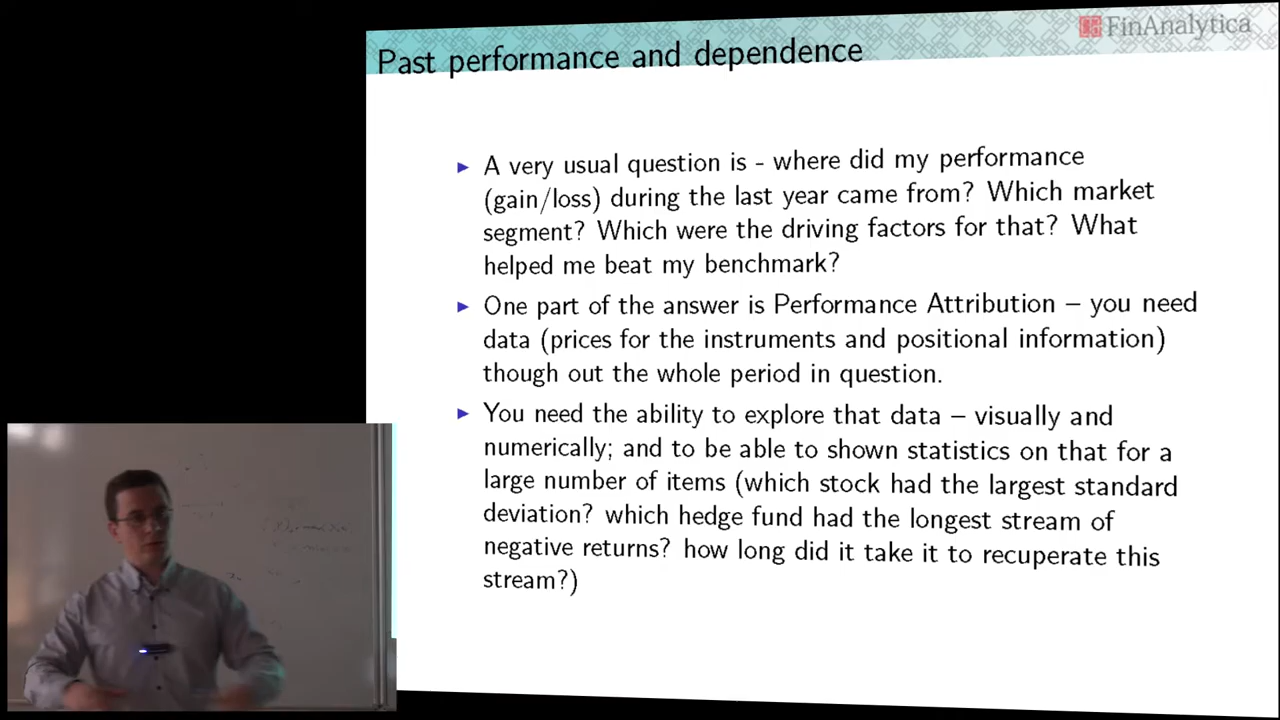 FinAnalytica
Past performance and dependence
A very usual question is - where did my performance
(gain/loss) during the last year came from? Which market
segment? Which were the driving factors for that? What
helped me beat my benchmark?
One part of the answer is Performance Attribution – you need
data (prices for the instruments and positional information)
though out the whole period in question.
You need the ability to explore that data – visually and
numerically; and to be able to shown statistics on that for a
large number of items (which stock had the largest standard
deviation? which hedge fund had the longest stream of
negative returns? how long did it take it to recuperate this
stream?)